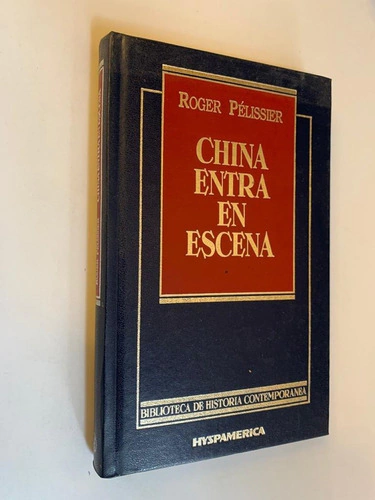 ROGER PÉLISSIER
CHINA
ENTRA
EN
ESCENA
BIBLIOTECA DE HISTORIA CONTEMPORANEA
HYSPAMERICA